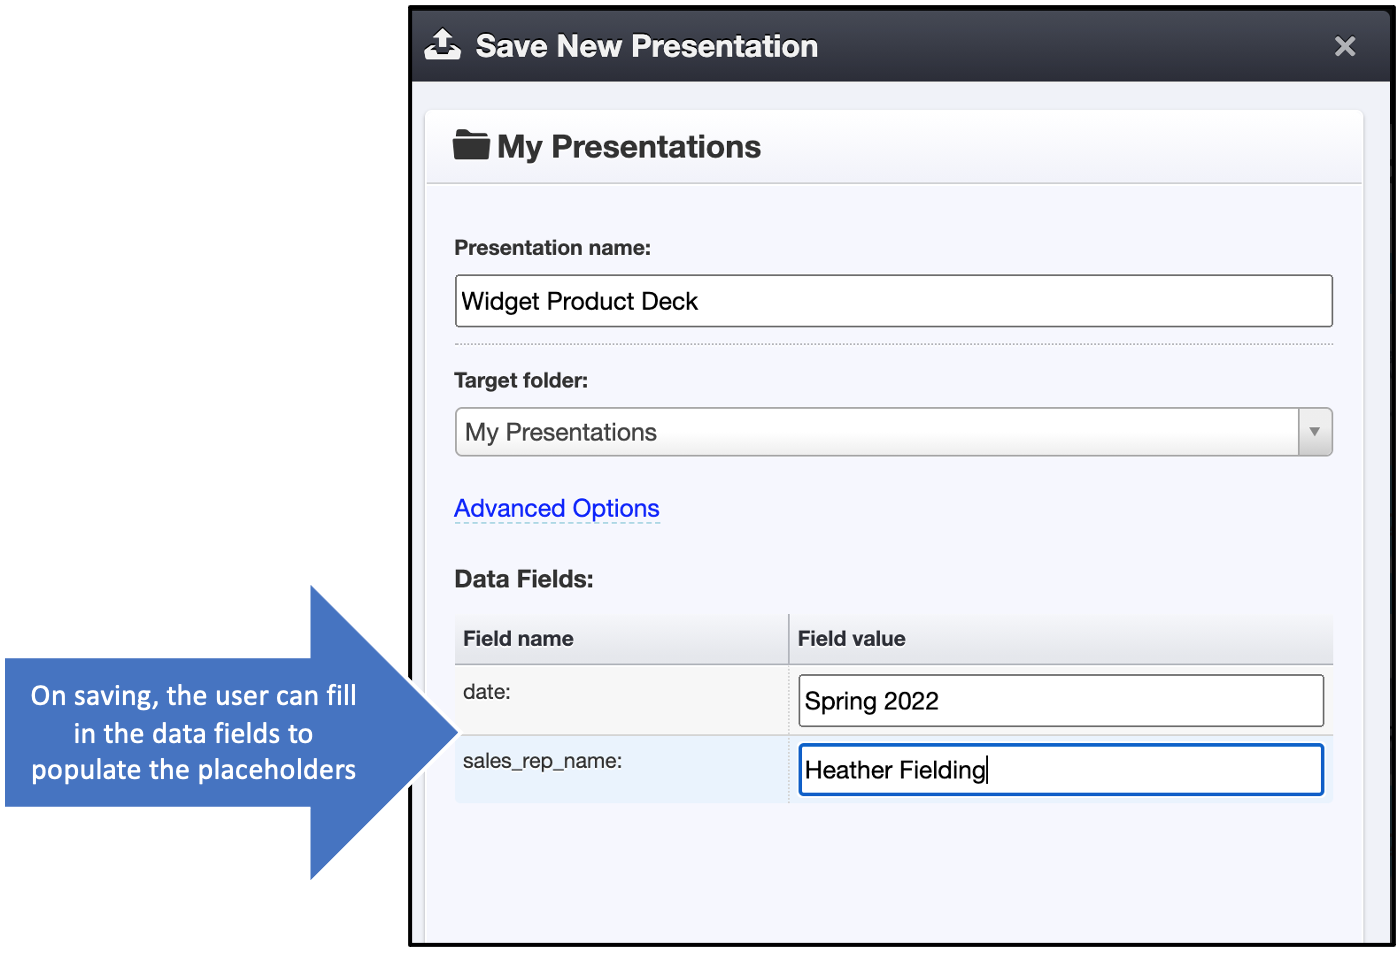 Save New Presentation
My Presentations
Presentation name:
Widget Product Deck
Target folder:
My Presentations
Advanced Options
Data Fields:
Field name Field value
date: Spring 2022
sales_rep_name: Heather Fielding
On saving, the user can fill
in the data fields to
populate the placeholders